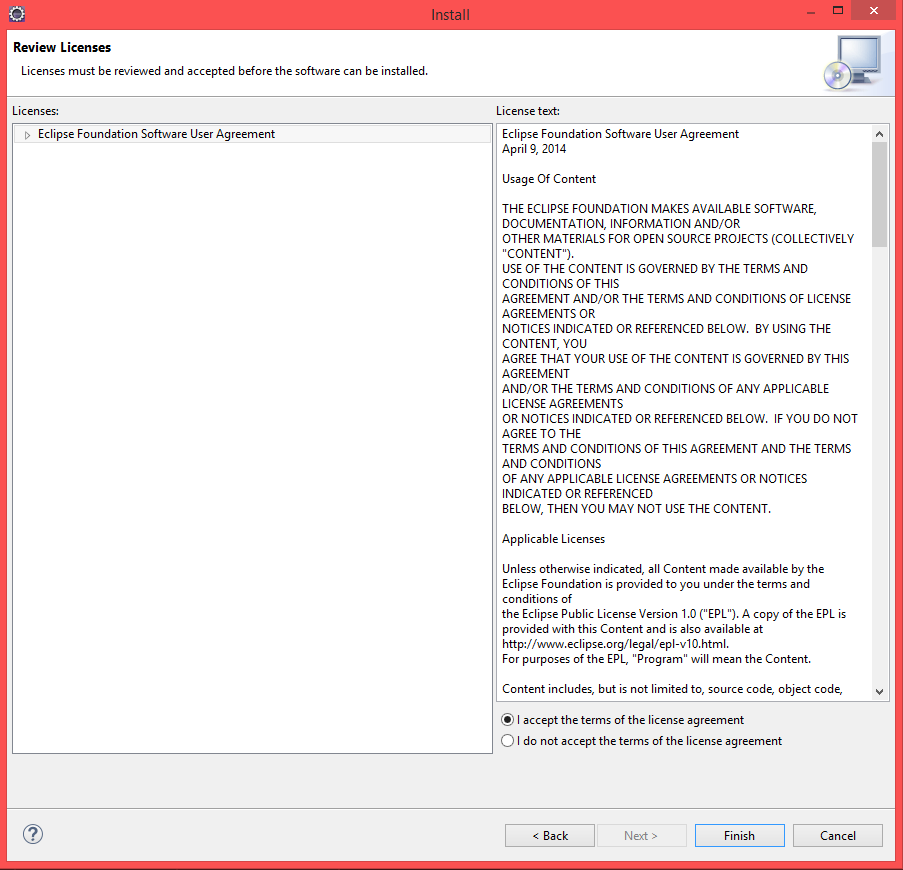 Install
Review Licenses
Licenses must be reviewed and accepted before the software can be installed.
Licenses:
Eclipse Foundation Software User Agreement
License text:
Eclipse Foundation Software User Agreement
April 9, 2014
Usage Of Content
THE ECLIPSE FOUNDATION MAKES AVAILABLE SOFTWARE,
DOCUMENTATION, INFORMATION AND/OR
OTHER MATERIALS FOR OPEN SOURCE PROJECTS (COLLECTIVELY
"CONTENT").
USE OF THE CONTENT IS GOVERNED BY THE TERMS AND
CONDITIONS OF THIS
AGREEMENT AND/OR THE TERMS AND CONDITIONS OF LICENSE
AGREEMENTS OR
NOTICES INDICATED OR REFERENCED BELOW.  BY USING THE
CONTENT, YOU
AGREE THAT YOUR USE OF THE CONTENT IS GOVERNED BY THIS
AGREEMENT
AND/OR THE TERMS AND CONDITIONS OF ANY APPLICABLE
LICENSE AGREEMENTS
OR NOTICES INDICATED OR REFERENCED BELOW.  IF YOU DO NOT
AGREE TO THE
TERMS AND CONDITIONS OF THIS AGREEMENT AND THE TERMS
AND CONDITIONS
OF ANY APPLICABLE LICENSE AGREEMENTS OR NOTICES
INDICATED OR REFERENCED
BELOW, THEN YOU MAY NOT USE THE CONTENT.
Applicable Licenses
Unless otherwise indicated, all Content made available by the
Eclipse Foundation is provided to you under the terms and
conditions of
the Eclipse Public License Version 1.0 ("EPL"). A copy of the EPL is
provided with this Content and is also available at
http://www.eclipse.org/legal/epl-v10.html.
For purposes of the EPL, "Program" will mean the Content.
Content includes, but is not limited to, source code, object code,
I accept the terms of the license agreement
I do not accept the terms of the license agreement
? < Back Next > Finish Cancel